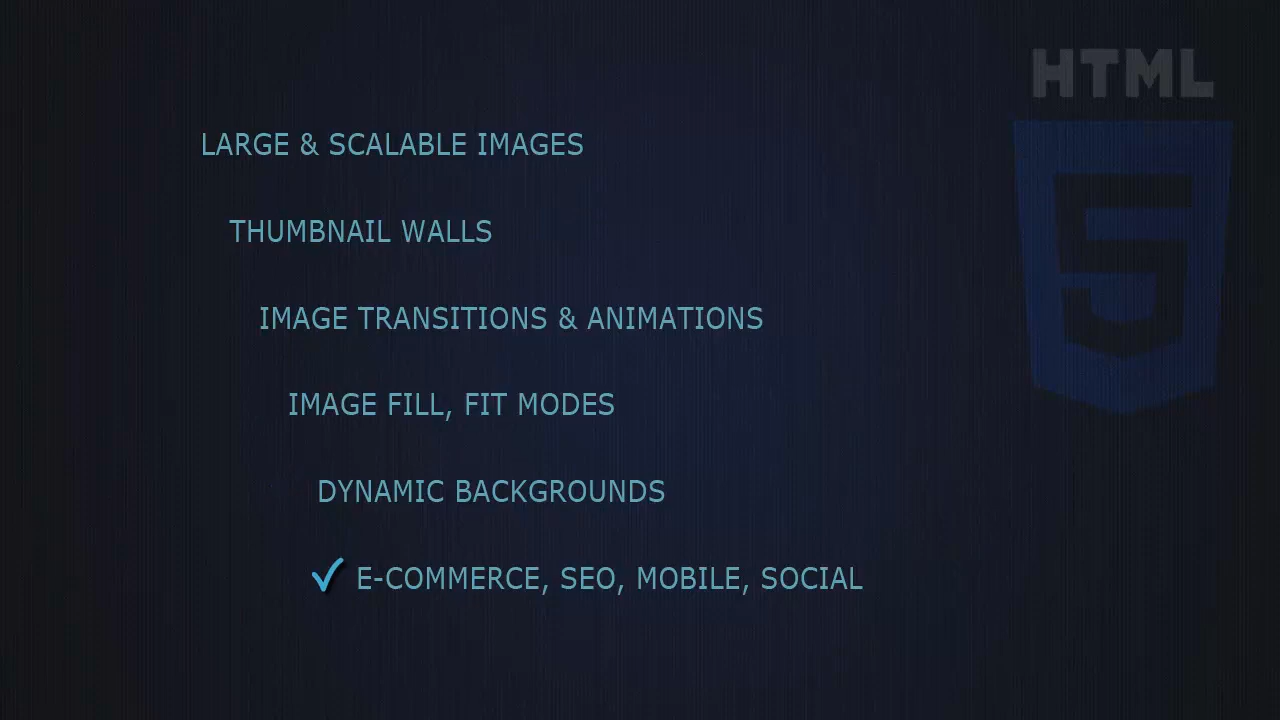 HTML
5
LARGE & SCALABLE IMAGES
THUMBNAIL WALLS
IMAGE TRANSITIONS & ANIMATIONS
IMAGE FILL, FIT MODES
DYNAMIC BACKGROUNDS
E-COMMERCE, SEO, MOBILE, SOCIAL